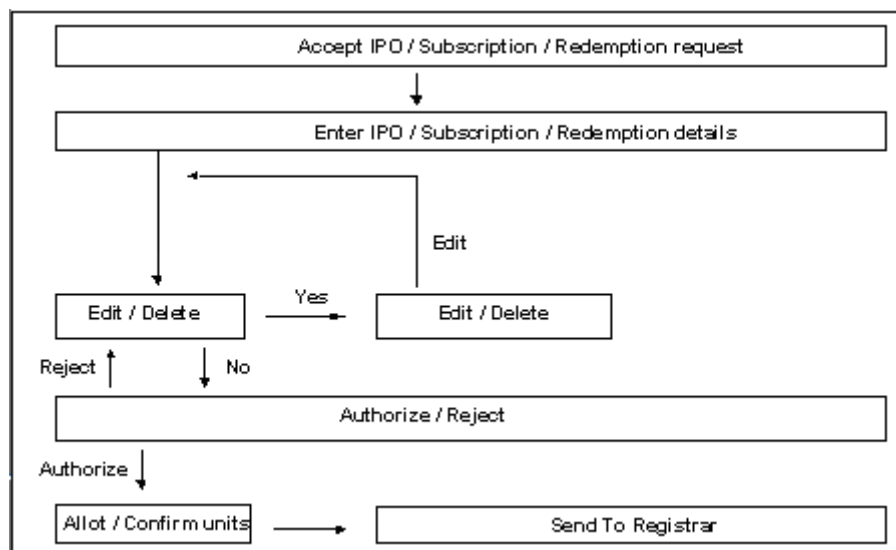 Accept IPO / Subscription / Redemption request
Enter IPO / Subscription / Redemption details
Edit
Yes
Edit / Delete
Edit / Delete
Reject
No
Authorize / Reject
Authorize
Allot / Confirm units
Send To Registrar